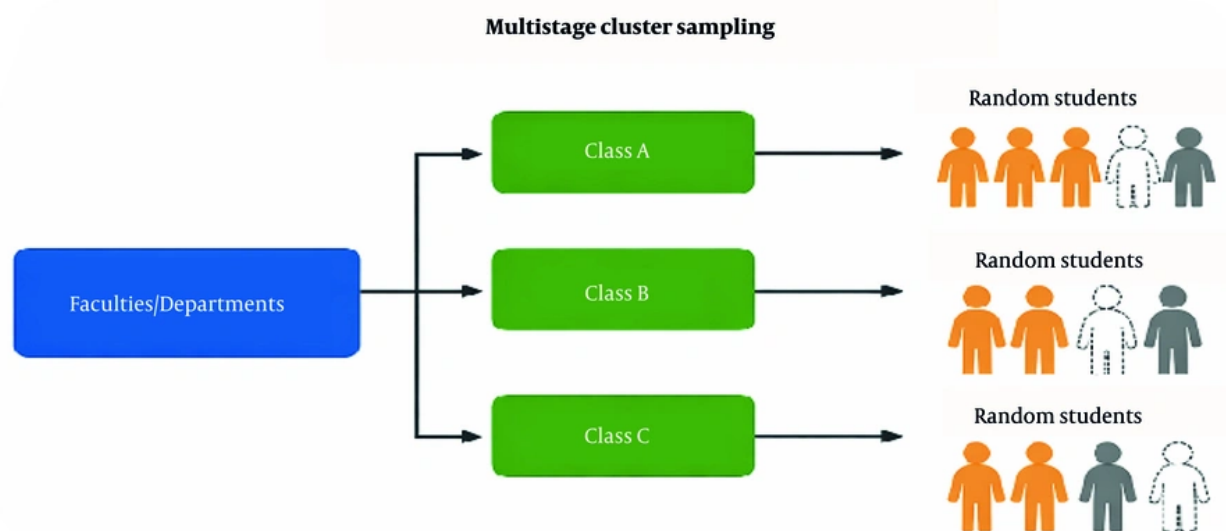 Multistage cluster sampling
Random students
Class A
Random students
Faculties/Departments
Class B
Random students
Class C